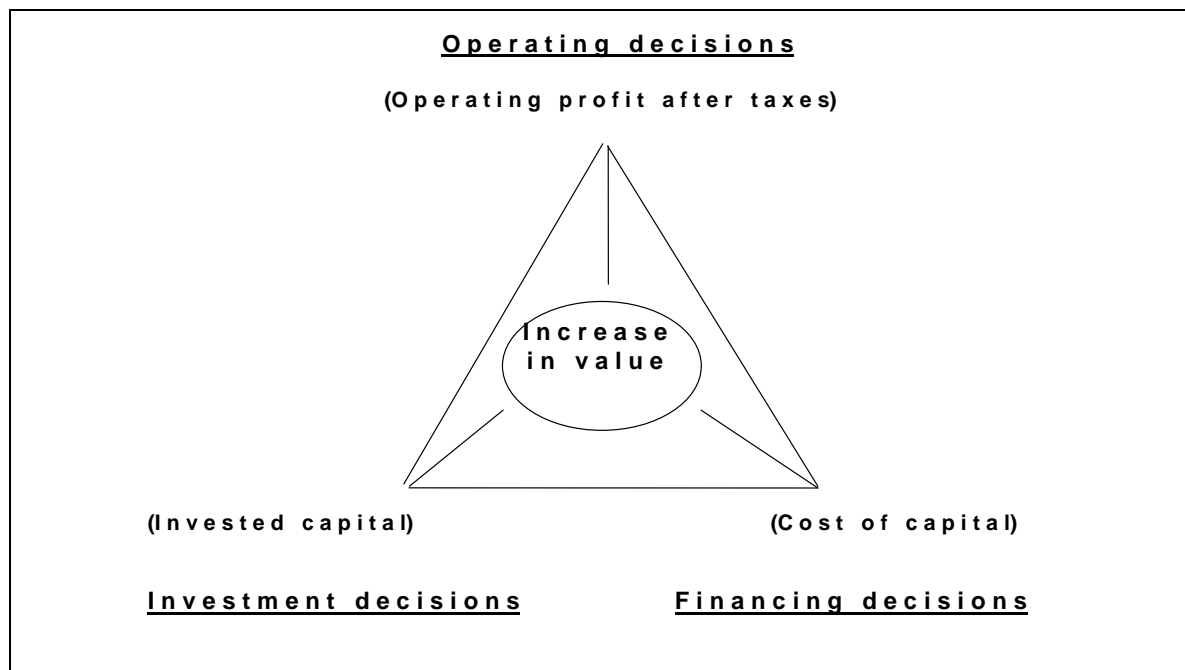 Operating decisions
(Operating profit after taxes)
Increase
in value
(Invested capital)
(Cost of capital)
Investment decisions
Financing decisions